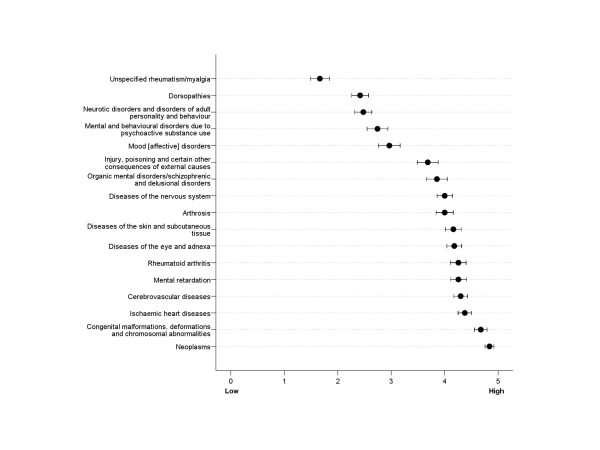 Unspecified rheumatism/myalgia
Dorsopathies
Neurotic disorders and disorders of adult
personality and behaviour
Mental and behavioural disorders due to
psychoactive substance use
Mood [affective] disorders
Injury, poisoning and certain other
consequences of external causes
Organic mental disorders/schizophrenic
and delusional disorders
Diseases of the nervous system
Arthrosis
Diseases of the skin and subcutaneous
tissue
Diseases of the eye and adnexa
Rheumatoid arthritis
Mental retardation
Cerebrovascular diseases
Ischaemic heart diseases
Congenital malformations, deformations
and chromosomal abnormalities
Neoplasms
0 1 2 3 4 5
Low High